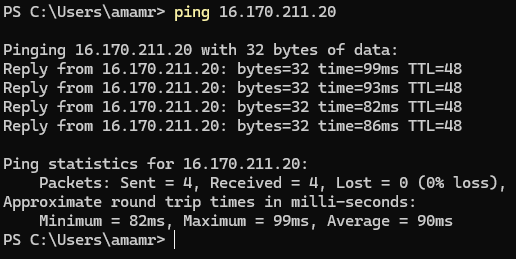 PS C:\Users\amamr> ping 16.170.211.20
Pinging 16.170.211.20 with 32 bytes of data:
Reply from 16.170.211.20: bytes=32 time=99ms TTL=48
Reply from 16.170.211.20: bytes=32 time=93ms TTL=48
Reply from 16.170.211.20: bytes=32 time=82ms TTL=48
Reply from 16.170.211.20: bytes=32 time=86ms TTL=48
Ping statistics for 16.170.211.20:
    Packets: Sent = 4, Received = 4, Lost = 0 (0% loss),
Approximate round trip times in milli-seconds:
    Minimum = 82ms, Maximum = 99ms, Average = 90ms
PS C:\Users\amamr>